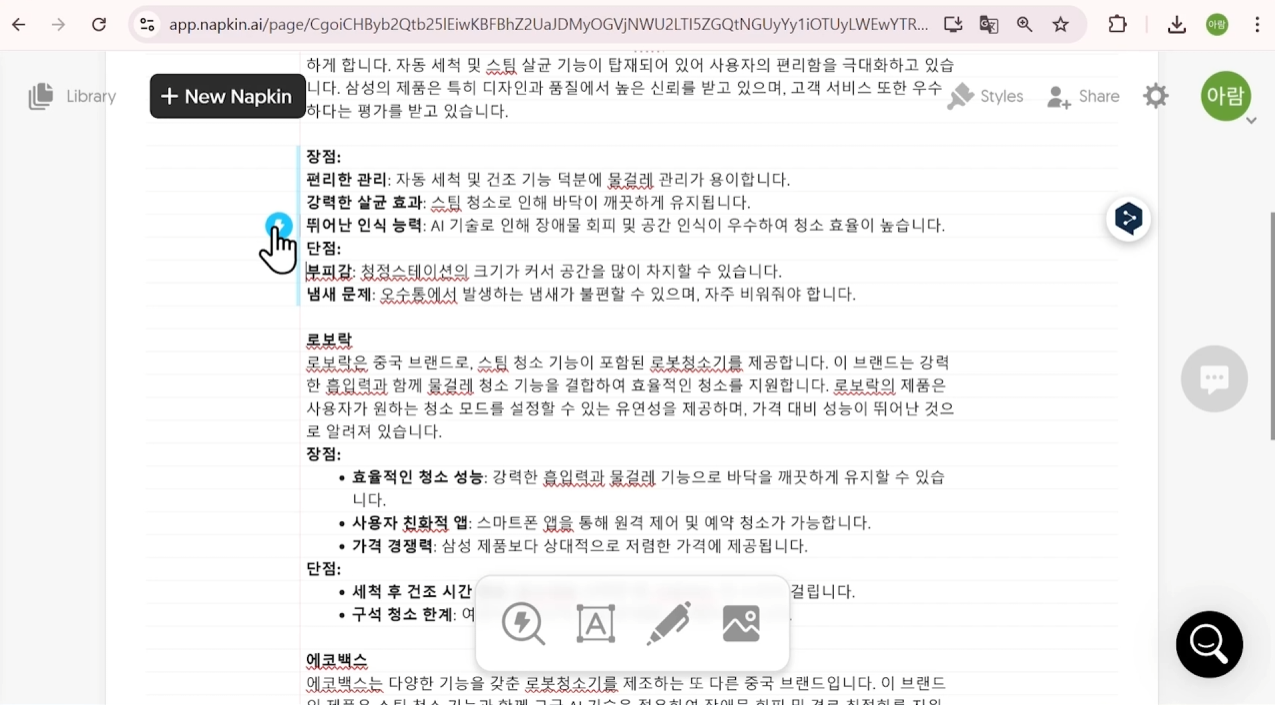 app.napkin.ai/page/CgoiCHByb2Qtb25lEiwKBFBhZ2UaJDMyOGVjNWU2LTI5ZGQtNGUyYy1iOTUyLWEwYTR...
아람
하게 합니다. 자동 세척 및 스팀 살균 기능이 탑재되어 있어 사용자의 편리함을 극대화하고 있습
니다. 삼성의 제품은 특히 디자인과 품질에서 높은 신뢰를 받고 있으며, 고객 서비스 또한 우수
하다는 평가를 받고 있습니다.
Library
+ New Napkin
Styles
Share
아람
장점:
편리한 관리: 자동 세척 및 건조 기능 덕분에 물걸레 관리가 용이합니다.
강력한 살균 효과: 스팀 청소로 인해 바닥이 깨끗하게 유지됩니다.
뛰어난 인식 능력: AI 기술로 인해 장애물 회피 및 공간 인식이 우수하여 청소 효율이 높습니다.
단점:
부피감: 청정스테이션의 크기가 커서 공간을 많이 차지할 수 있습니다.
냄새 문제: 오수통에서 발생하는 냄새가 불편할 수 있으며, 자주 비워줘야 합니다.
로보락
로보락은 중국 브랜드로, 스팀 청소 기능이 포함된 로봇청소기를 제공합니다. 이 브랜드는 강력
한 흡입력과 함께 물걸레 청소 기능을 결합하여 효율적인 청소를 지원합니다. 로보락의 제품은
사용자가 원하는 청소 모드를 설정할 수 있는 유연성을 제공하며, 가격 대비 성능이 뛰어난 것으
로 알려져 있습니다.
장점:
• 효율적인 청소 성능: 강력한 흡입력과 물걸레 기능으로 바닥을 깨끗하게 유지할 수 있습
니다.
• 사용자 친화적 앱: 스마트폰 앱을 통해 원격 제어 및 예약 청소가 가능합니다.
• 가격 경쟁력: 삼성 제품보다 상대적으로 저렴한 가격에 제공됩니다.
단점:
• 세척 후 건조 시간 걸립니다.
• 구석 청소 한계: 여
A
에코백스
에코백스는 다양한 기능을 갖춘 로봇청소기를 제조하는 또 다른 중국 브랜드입니다. 이 브랜드